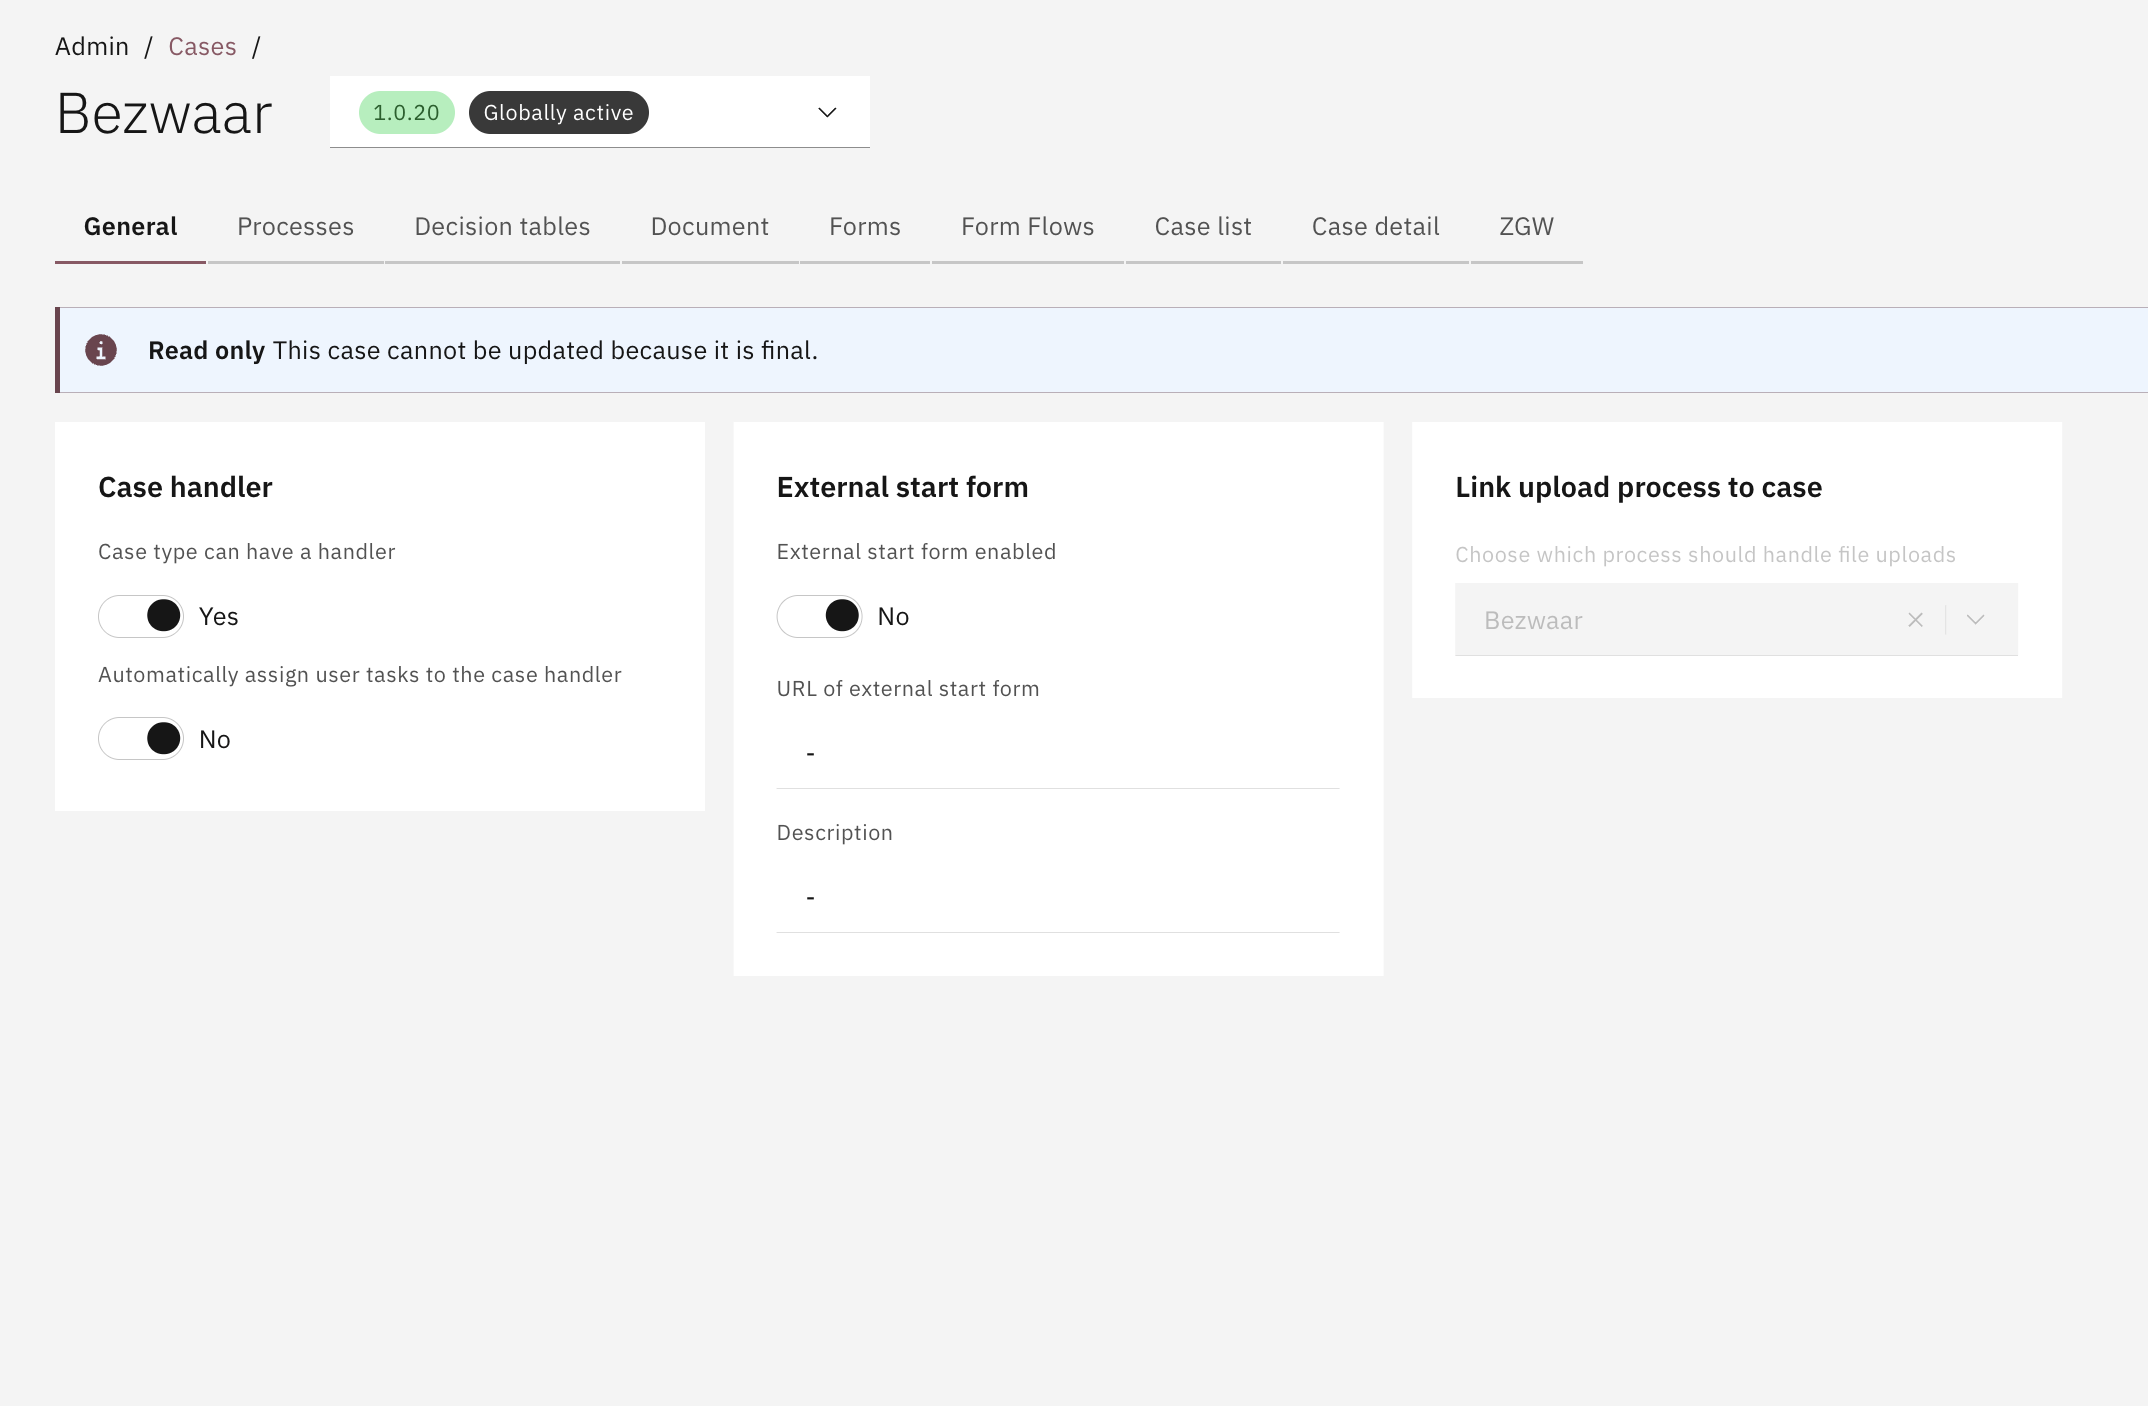 Admin / Cases /
Bezwaar 1.0.20 Globally active
General Processes Decision tables Document Forms Form Flows Case list Case detail ZGW
Read only This case cannot be updated because it is final.
Case handler
Case type can have a handler
Yes
Automatically assign user tasks to the case handler
No
External start form
External start form enabled
No
URL of external start form
-
Description
-
Link upload process to case
Choose which process should handle file uploads
Bezwaar